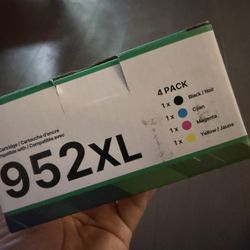 Cartridge / Cartouche d'encre
Compatible with / Compatible avec
952XL
4 PACK
1 x Black / Noir
1 x Cyan
1 x Magenta
1 x Yellow / Jaune